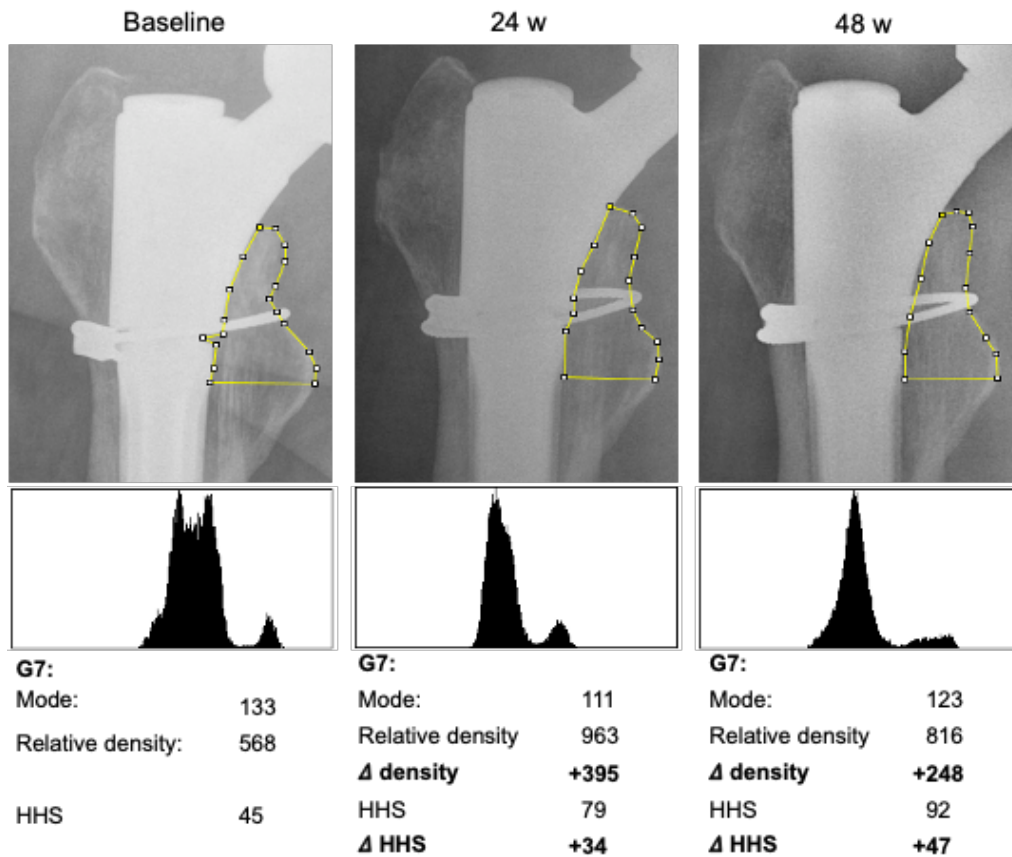 Baseline
24 w
48 w
G7:
Mode: 133
Relative density: 568
HHS 45
G7:
Mode: 111
Relative density 963
Δ density +395
HHS 79
Δ HHS +34
G7:
Mode: 123
Relative density 816
Δ density +248
HHS 92
Δ HHS +47